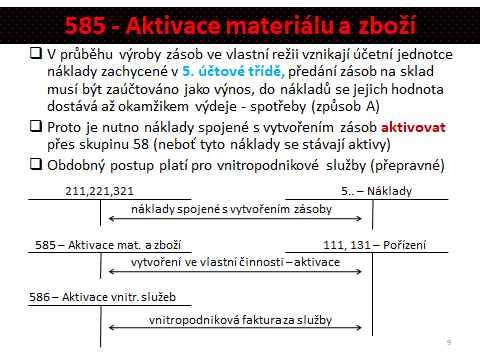 585 - Aktivace materiálu a zboží
❑ V průběhu výroby zásob ve vlastní režii vznikají účetní jednotce
náklady zachycené v 5. účtové třídě, předání zásob na sklad
musí být zaúčtováno jako výnos, do nákladů se jejich hodnota
dostává až okamžikem výdeje - spotřeby (způsob A)
❑ Proto je nutno náklady spojené s vytvořením zásob aktivovat
přes skupinu 58 (neboť tyto náklady se stávají aktivy)
❑ Obdobný postup platí pro vnitropodnikové služby (přepravné)
211,221,321 5.. – Náklady
náklady spojené s vytvořením zásoby
585 – Aktivace mat. a zboží 111, 131 – Pořízení
vytvoření ve vlastní činnosti – aktivace
586 – Aktivace vnitr. služeb
vnitropodniková faktura za služby
9